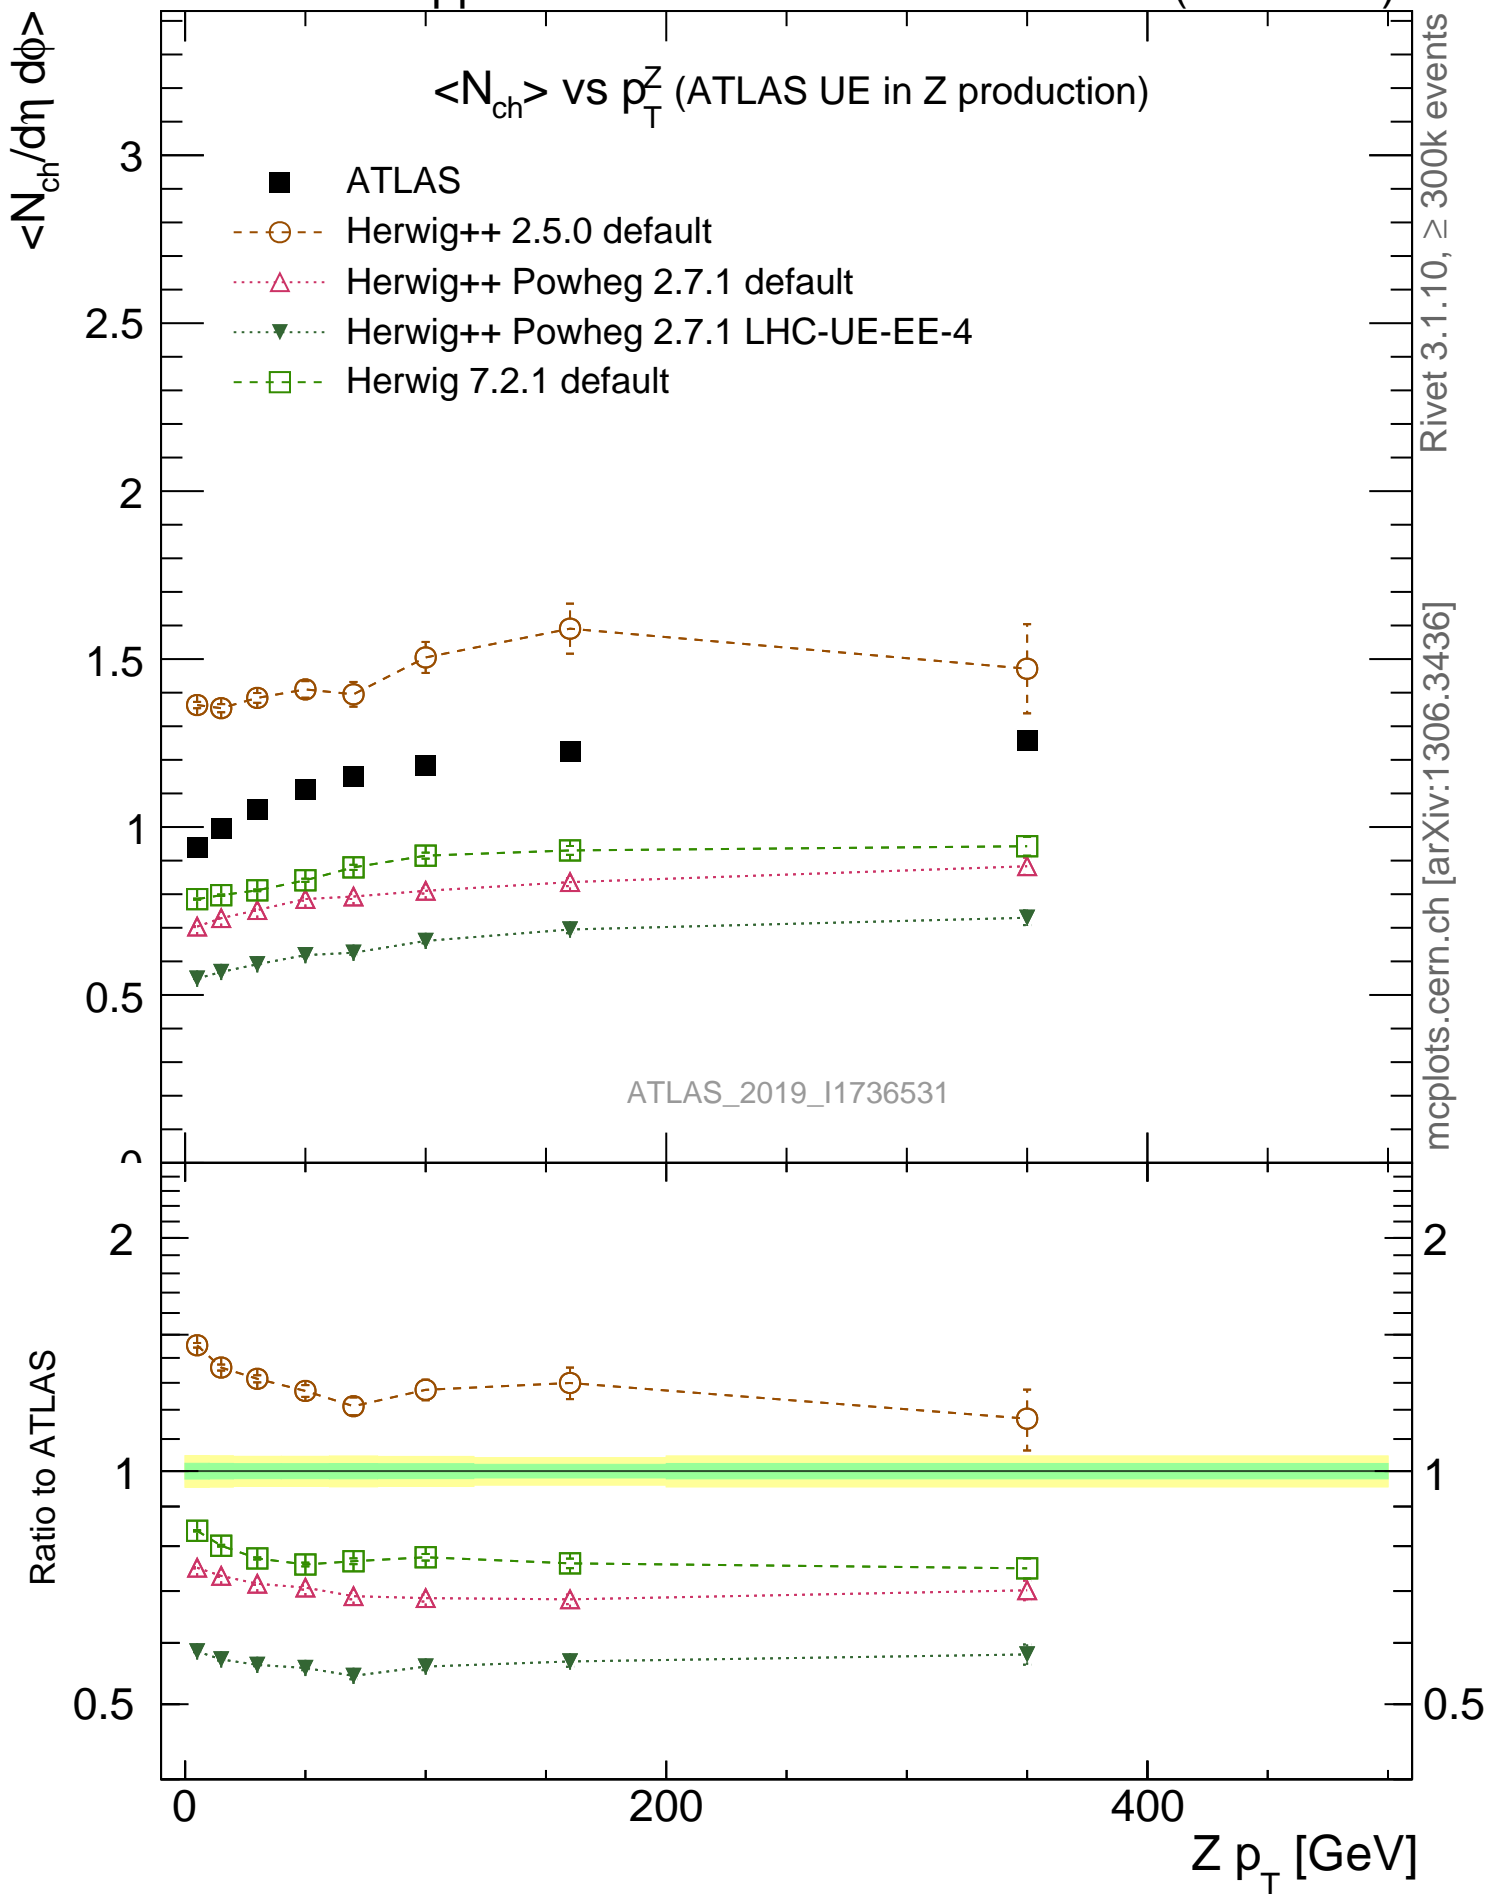 pp
<N_ch> vs p_T^Z (ATLAS UE in Z production)
<N_ch/dη dϕ>
ATLAS
Herwig++ 2.5.0 default
Herwig++ Powheg 2.7.1 default
Herwig++ Powheg 2.7.1 LHC-UE-EE-4
Herwig 7.2.1 default
3
2.5
2
1.5
1
0.5
0
ATLAS_2019_I1736531
Rivet 3.1.10, ≥ 300k events
mcplots.cern.ch [arXiv:1306.3436]
Ratio to ATLAS
2
1
0.5
2
1
0.5
0
200
400
Z p_T [GeV]